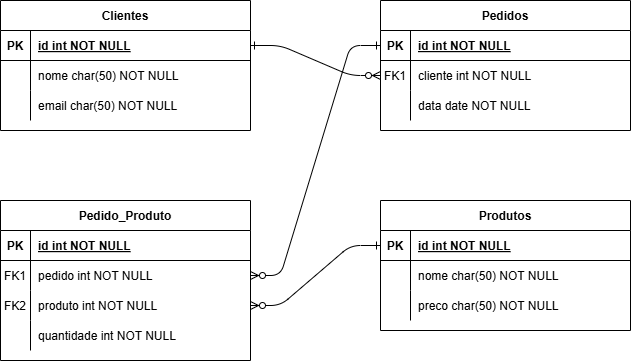 Clientes
PK id int NOT NULL
nome char(50) NOT NULL
email char(50) NOT NULL
Pedidos
PK id int NOT NULL
FK1 cliente int NOT NULL
data date NOT NULL
Pedido_Produto
PK id int NOT NULL
FK1 pedido int NOT NULL
FK2 produto int NOT NULL
quantidade int NOT NULL
Produtos
PK id int NOT NULL
nome char(50) NOT NULL
preco char(50) NOT NULL